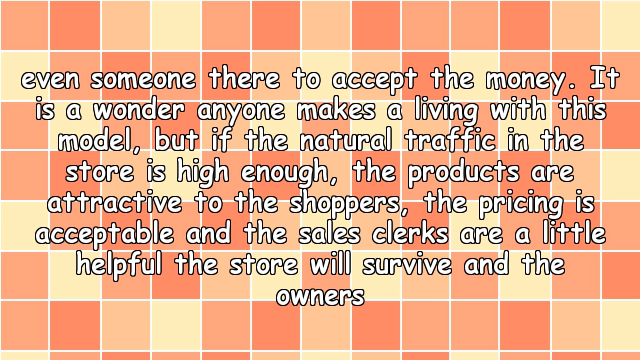 even someone there to accept the money. It
is a wonder anyone makes a living with this
model, but if the natural traffic in the
store is high enough, the products are
attractive to the shoppers, the pricing is
acceptable and the sales clerks are a little
helpful the store will survive and the
owners